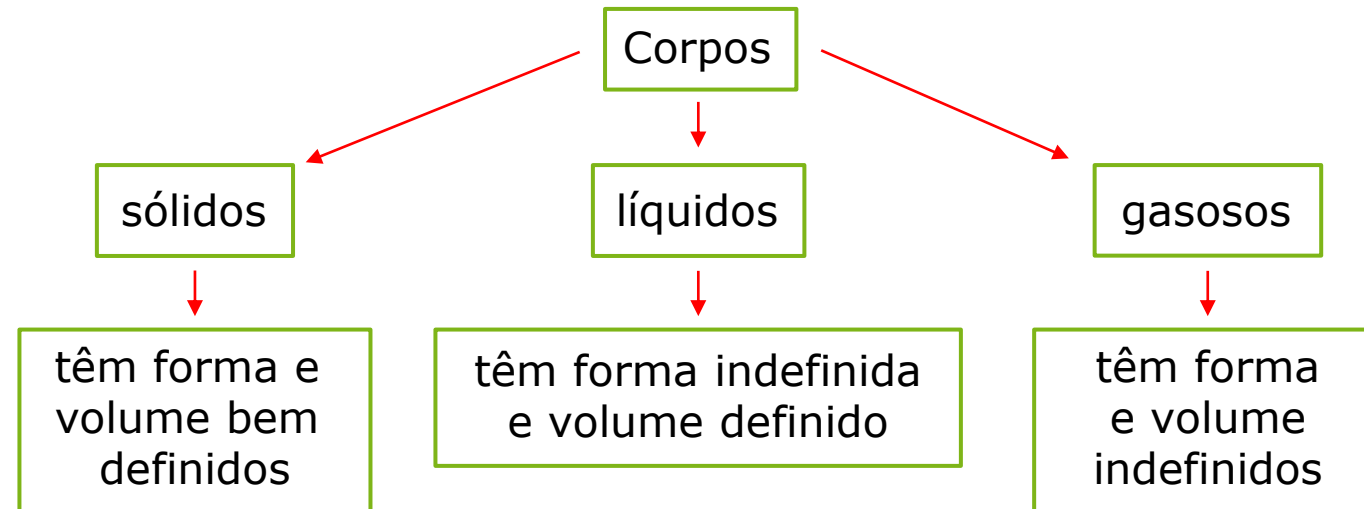 Corpos
sólidos
líquidos
gasosos
têm forma e
volume bem
definidos
têm forma indefinida
e volume definido
têm forma
e volume
indefinidos